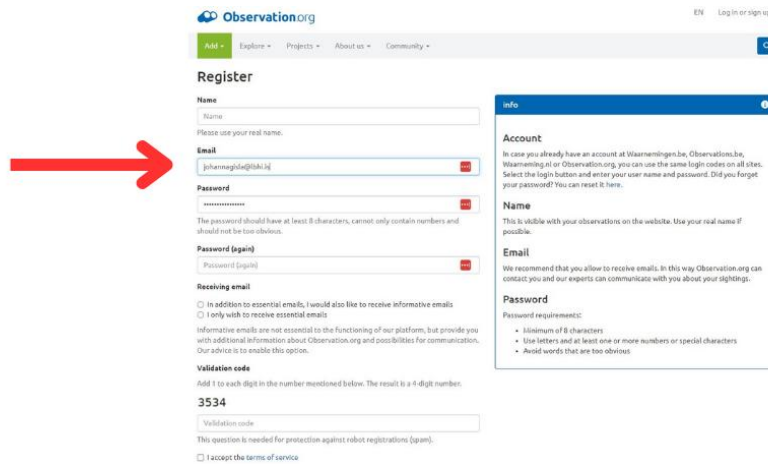 Observation.org
EN Log in or sign up
Add Explore Projects About us Community
Register
Name
Name
Please use your real name.
Email
johannagisla@lbhi.is
Password
••••••••••••••••
The password should have at least 8 characters, cannot only contain numbers and
should not be too obvious.
Password (again)
Password (again)
Receiving email
In addition to essential emails, I would also like to receive informative emails
I only wish to receive essential emails
Informative emails are not essential to the functioning of our platform, but provide you
with additional information about Observation.org and possibilities for communication.
Our advice is to enable this option.
Validation code
Add 1 to each digit in the number mentioned below. The result is a 4-digit number.
3534
Validation code
This question is needed for protection against robot registrations (spam).
I accept the terms of service
Info
Account
In case you already have an account at Waarnemingen.be, Observations.be,
Waarneming.nl or Observation.org, you can use the same login codes on all sites.
Select the login button and enter your user name and password. Did you forget
your password? You can reset it here.
Name
This is visible with your observations on the website. Use your real name if
possible.
Email
We recommend that you allow to receive emails. In this way Observation.org can
contact you and our experts can communicate with you about your sightings.
Password
Password requirements:
• Minimum of 8 characters
• Use letters and at least one or more numbers or special characters
• Avoid words that are too obvious